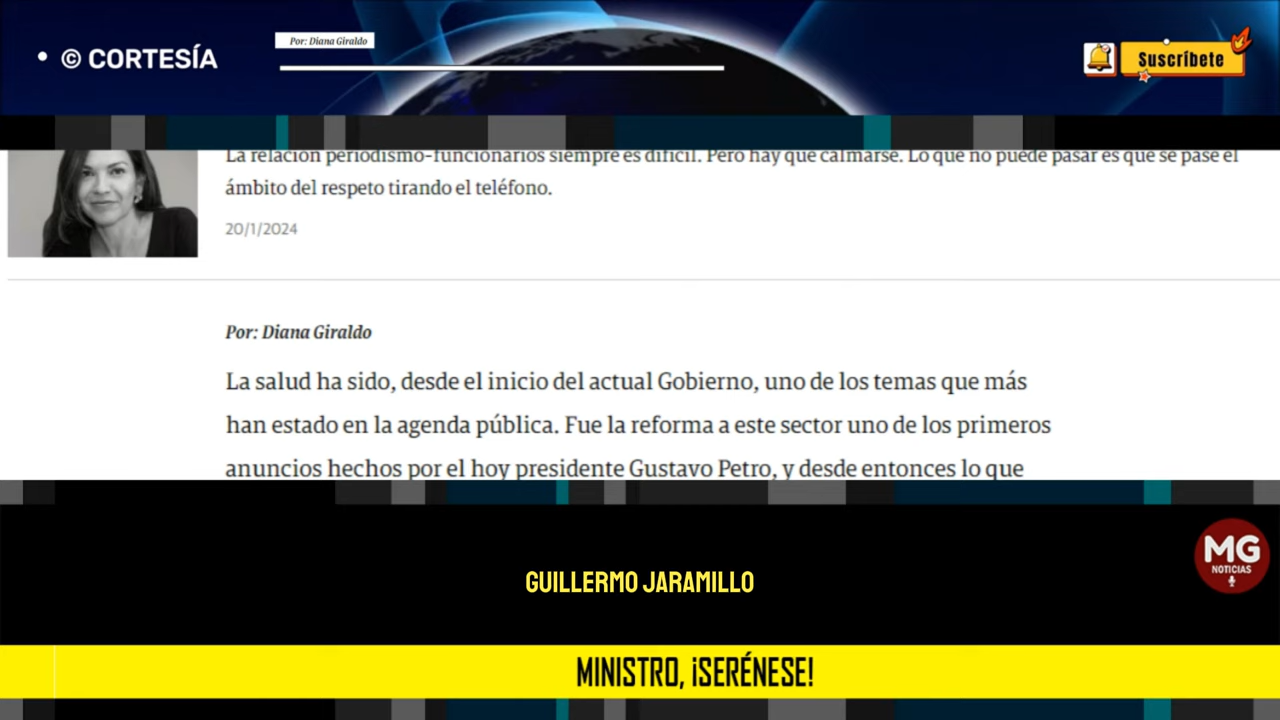 © CORTESÍA
Por: Diana Giraldo
Suscríbete
La relación periodismo-funcionarios siempre es difícil. Pero hay que calmarse. Lo que no puede pasar es que se pase el
ámbito del respeto tirando el teléfono.
20/1/2024
Por: Diana Giraldo
La salud ha sido, desde el inicio del actual Gobierno, uno de los temas que más
han estado en la agenda pública. Fue la reforma a este sector uno de los primeros
anuncios hechos por el hoy presidente Gustavo Petro, y desde entonces lo que
MG
NOTICIAS
GUILLERMO JARAMILLO
MINISTRO, ¡SERÉNESE!